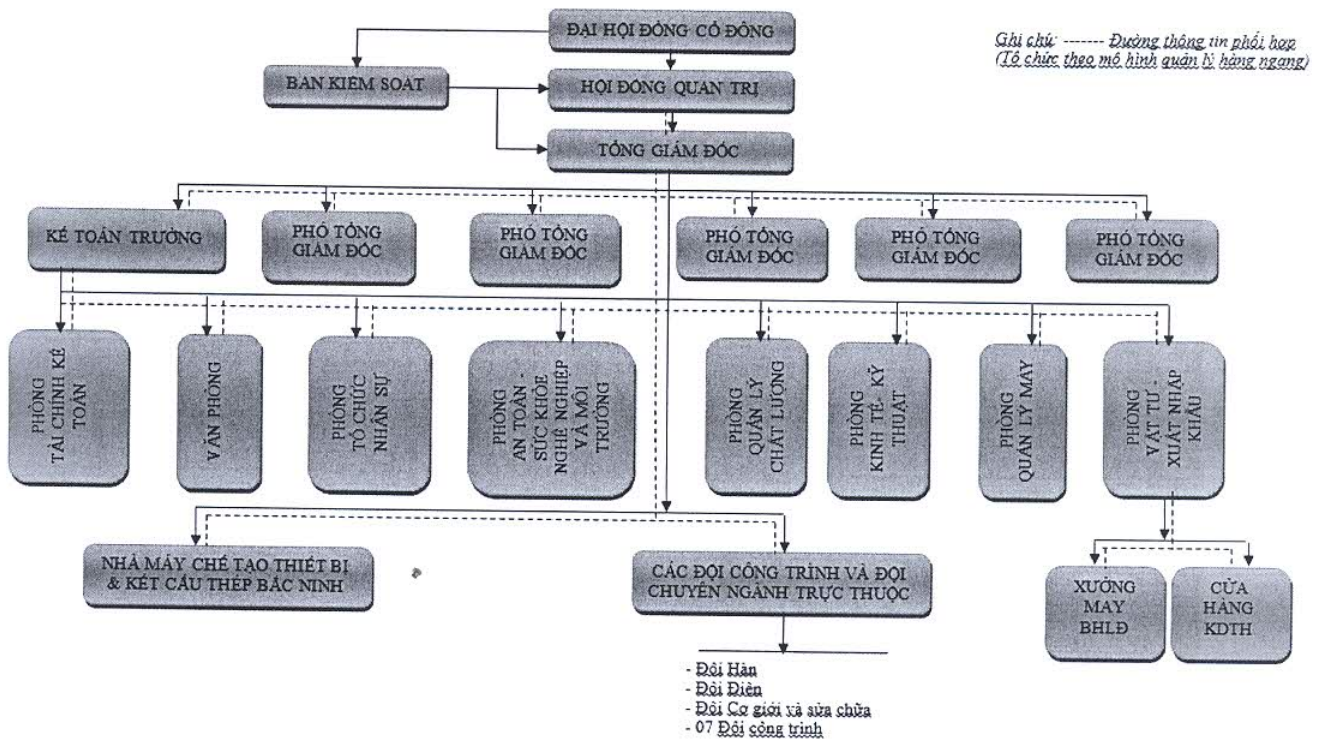 ĐẠI HỘI ĐỒNG CỔ ĐÔNG
Ghi chú: ------- Đường thông tin phối hợp
(Tổ chức theo mô hình quản lý hàng ngang)
BAN KIỂM SOÁT
HỘI ĐỒNG QUẢN TRỊ
TỔNG GIÁM ĐỐC
KẾ TOÁN TRƯỞNG
PHÓ TỔNG
GIÁM ĐỐC
PHÓ TỔNG
GIÁM ĐỐC
PHÓ TỔNG
GIÁM ĐỐC
PHÓ TỔNG
GIÁM ĐỐC
PHÓ TỔNG
GIÁM ĐỐC
PHÒNG
TÀI CHÍNH KẾ
TOÁN
VĂN PHÒNG
PHÒNG
TỔ CHỨC
NHÂN SỰ
PHÒNG
AN TOÀN -
SỨC KHỎE
NGHỀ NGHIỆP
VÀ MÔI
TRƯỜNG
PHÒNG
QUẢN LÝ
CHẤT LƯỢNG
PHÒNG
KINH TẾ- KỸ
THUẬT
PHÒNG
QUẢN LÝ MÁY
PHÒNG
VẬT TƯ -
XUẤT NHẬP
KHẨU
NHÀ MÁY CHẾ TẠO THIẾT BỊ
& KẾT CẤU THÉP BẮC NINH
CÁC ĐỘI CÔNG TRÌNH VÀ ĐỘI
CHUYÊN NGÀNH TRỰC THUỘC
XƯỞNG
MAY
BHLĐ
CỬA
HÀNG
KDTH
- Đội Hàn
- Đội Điện
- Đội Cơ giới và sửa chữa
- 07 Đội công trình